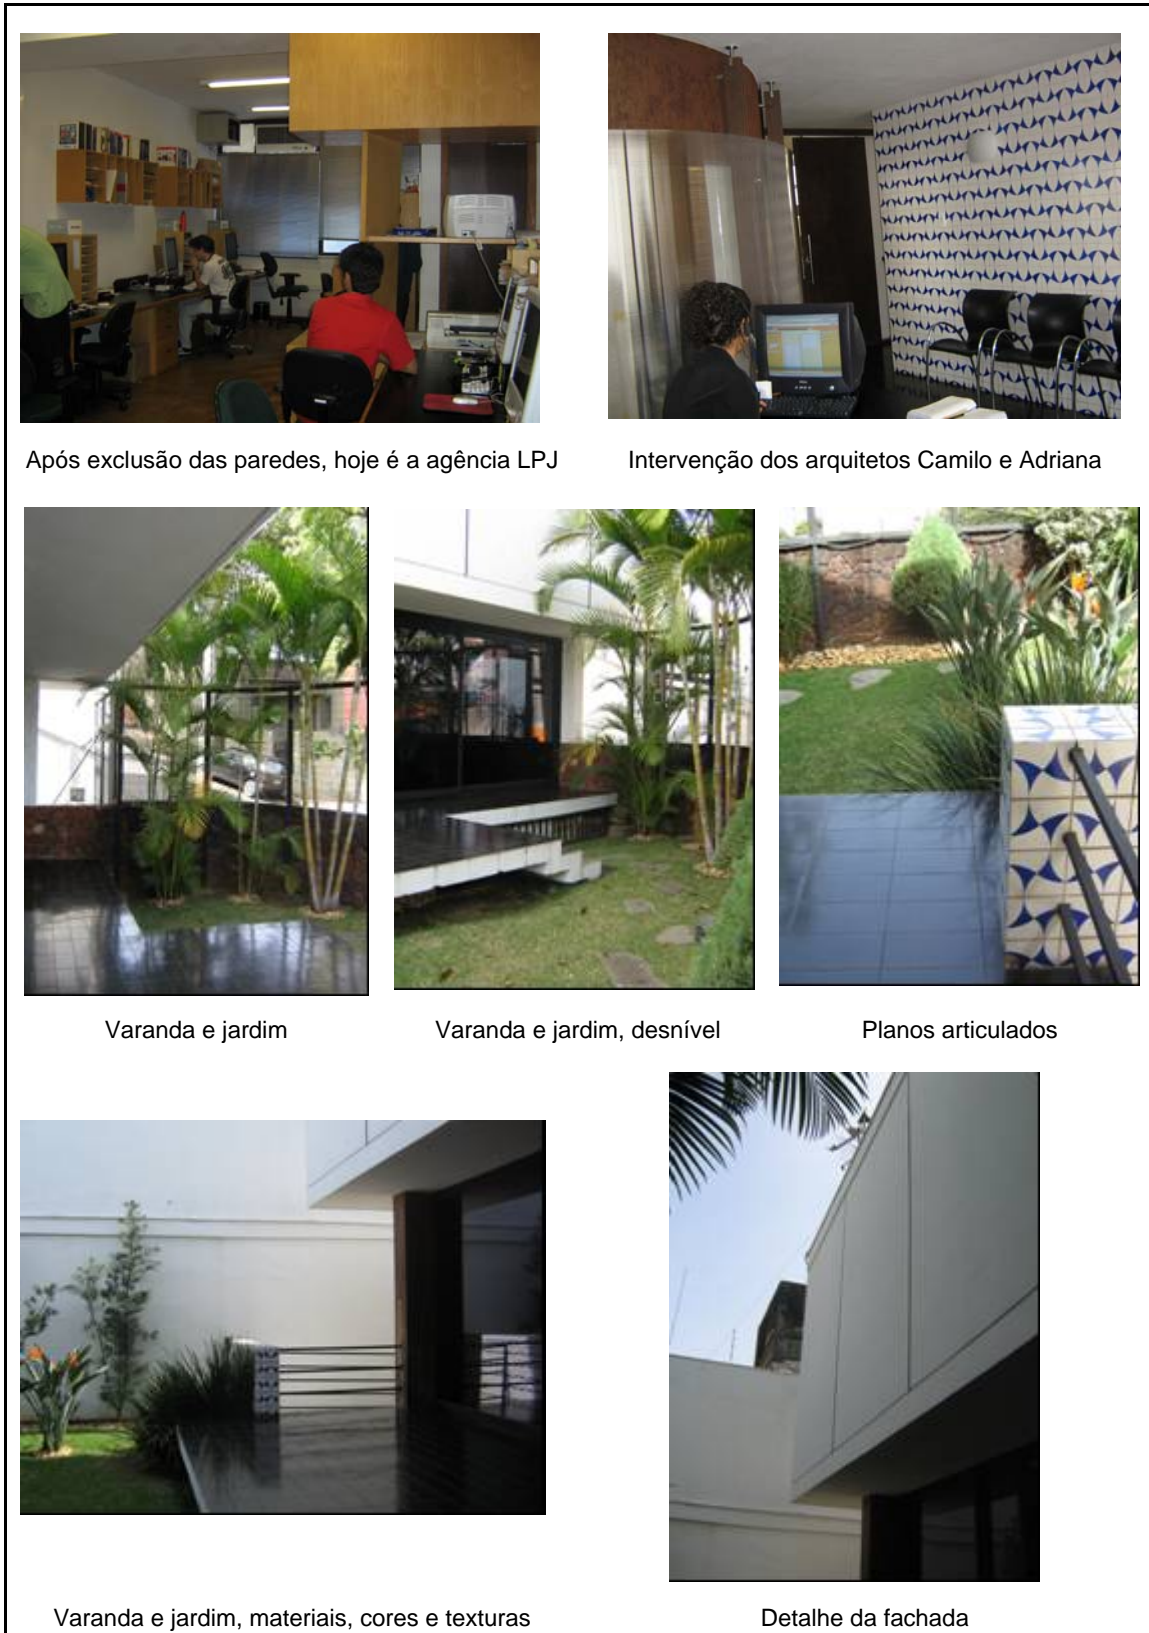 Após exclusão das paredes, hoje é a agência LPJ
Intervenção dos arquitetos Camilo e Adriana
Varanda e jardim
Varanda e jardim, desnível
Planos articulados
Varanda e jardim, materiais, cores e texturas
Detalhe da fachada